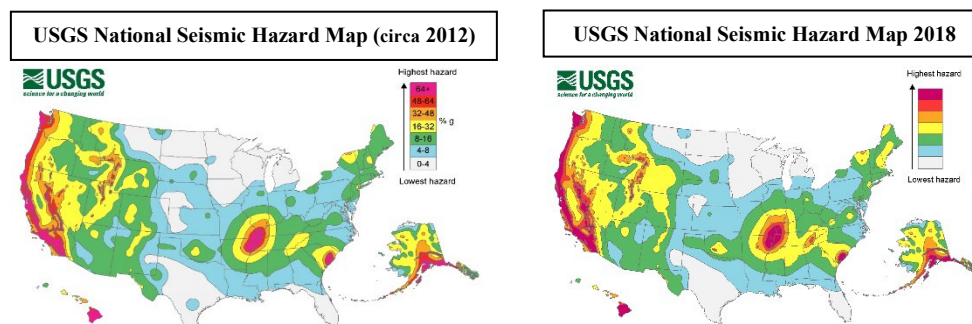 USGS National Seismic Hazard Map (circa 2012)
USGS
science for a changing world
Highest hazard
64+
48-64
32-48
16-32
8-16
4-8
0-4
% g
Lowest hazard
USGS National Seismic Hazard Map 2018
USGS
science for a changing world
Highest hazard
Lowest hazard